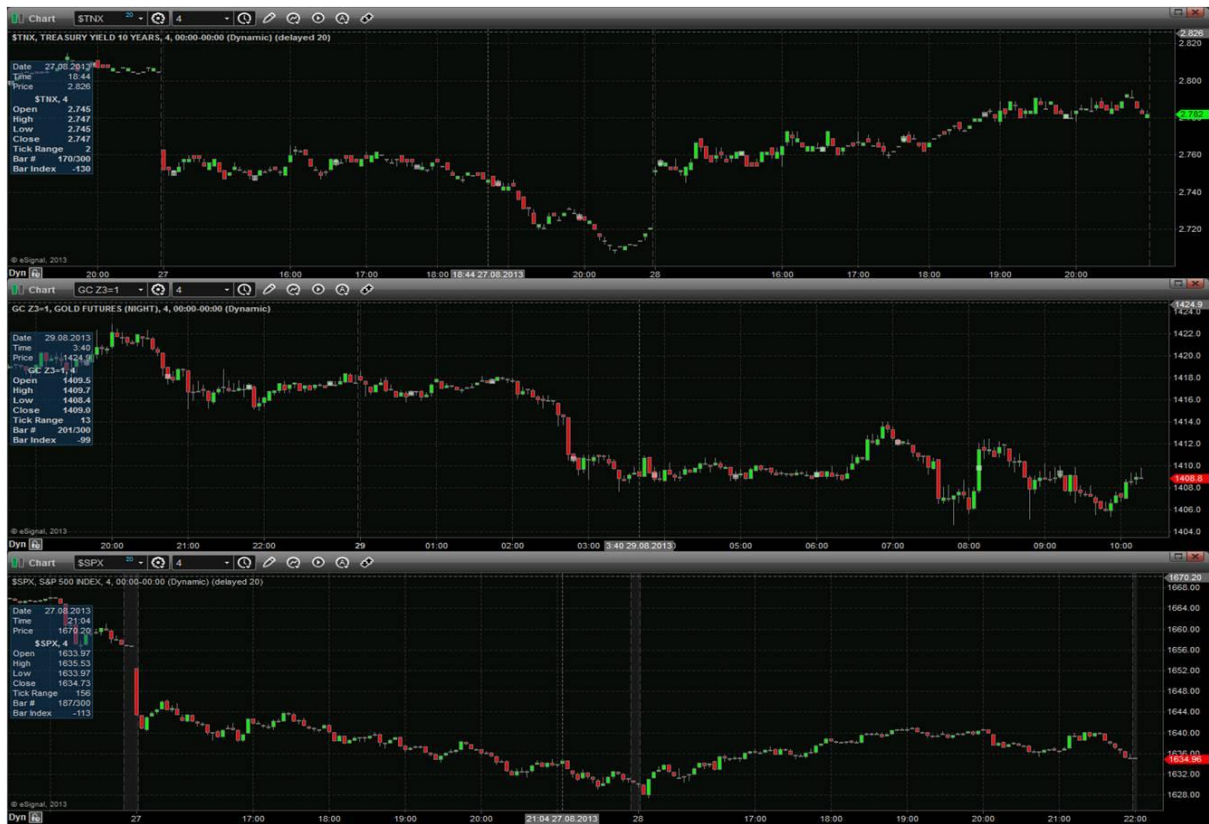 Chart $TNX 20 4
$TNX, TREASURY YIELD 10 YEARS, 4, 00:00-00:00 (Dynamic) (delayed 20)
2.826
2.820
Date 27.08.2013
Time 18:44
Price 2.826
$TNX, 4
Open 2.745
High 2.747
Low 2.745
Close 2.747
Tick Range 2
Bar # 170/300
Bar Index -130
2.800
2.782
2.760
2.740
2.720
© eSignal, 2013
Dyn 20:00 27 16:00 17:00 18:00 18:44 27.08.2013 20:00 28 16:00 17:00 18:00 19:00 20:00
Chart GC Z3=1 4
GC Z3=1, GOLD FUTURES (NIGHT), 4, 00:00-00:00 (Dynamic)
1424.9
1424.0
Date 29.08.2013
Time 3:40
Price 1424.9
GC Z3=1, 4
Open 1409.5
High 1409.7
Low 1408.4
Close 1409.0
Tick Range 13
Bar # 201/300
Bar Index -99
1422.0
1420.0
1418.0
1416.0
1414.0
1412.0
1410.0
1408.8
1408.0
1406.0
1404.0
© eSignal, 2013
Dyn 20:00 21:00 22:00 29 01:00 02:00 03:00 3:40 29.08.2013 05:00 06:00 07:00 08:00 09:00 10:00
Chart $SPX 20 4
$SPX, S&P 500 INDEX, 4, 00:00-00:00 (Dynamic) (delayed 20)
1670.20
1668.00
Date 27.08.2013
Time 21:04
Price 1670.20
$SPX, 4
Open 1633.97
High 1635.53
Low 1633.97
Close 1634.73
Tick Range 156
Bar # 187/300
Bar Index -113
1664.00
1660.00
1656.00
1652.00
1648.00
1644.00
1640.00
1636.00
1634.96
1632.00
1628.00
© eSignal, 2013
Dyn 27 17:00 18:00 19:00 20:00 21:04 27.08.2013 28 17:00 18:00 19:00 20:00 21:00 22:00